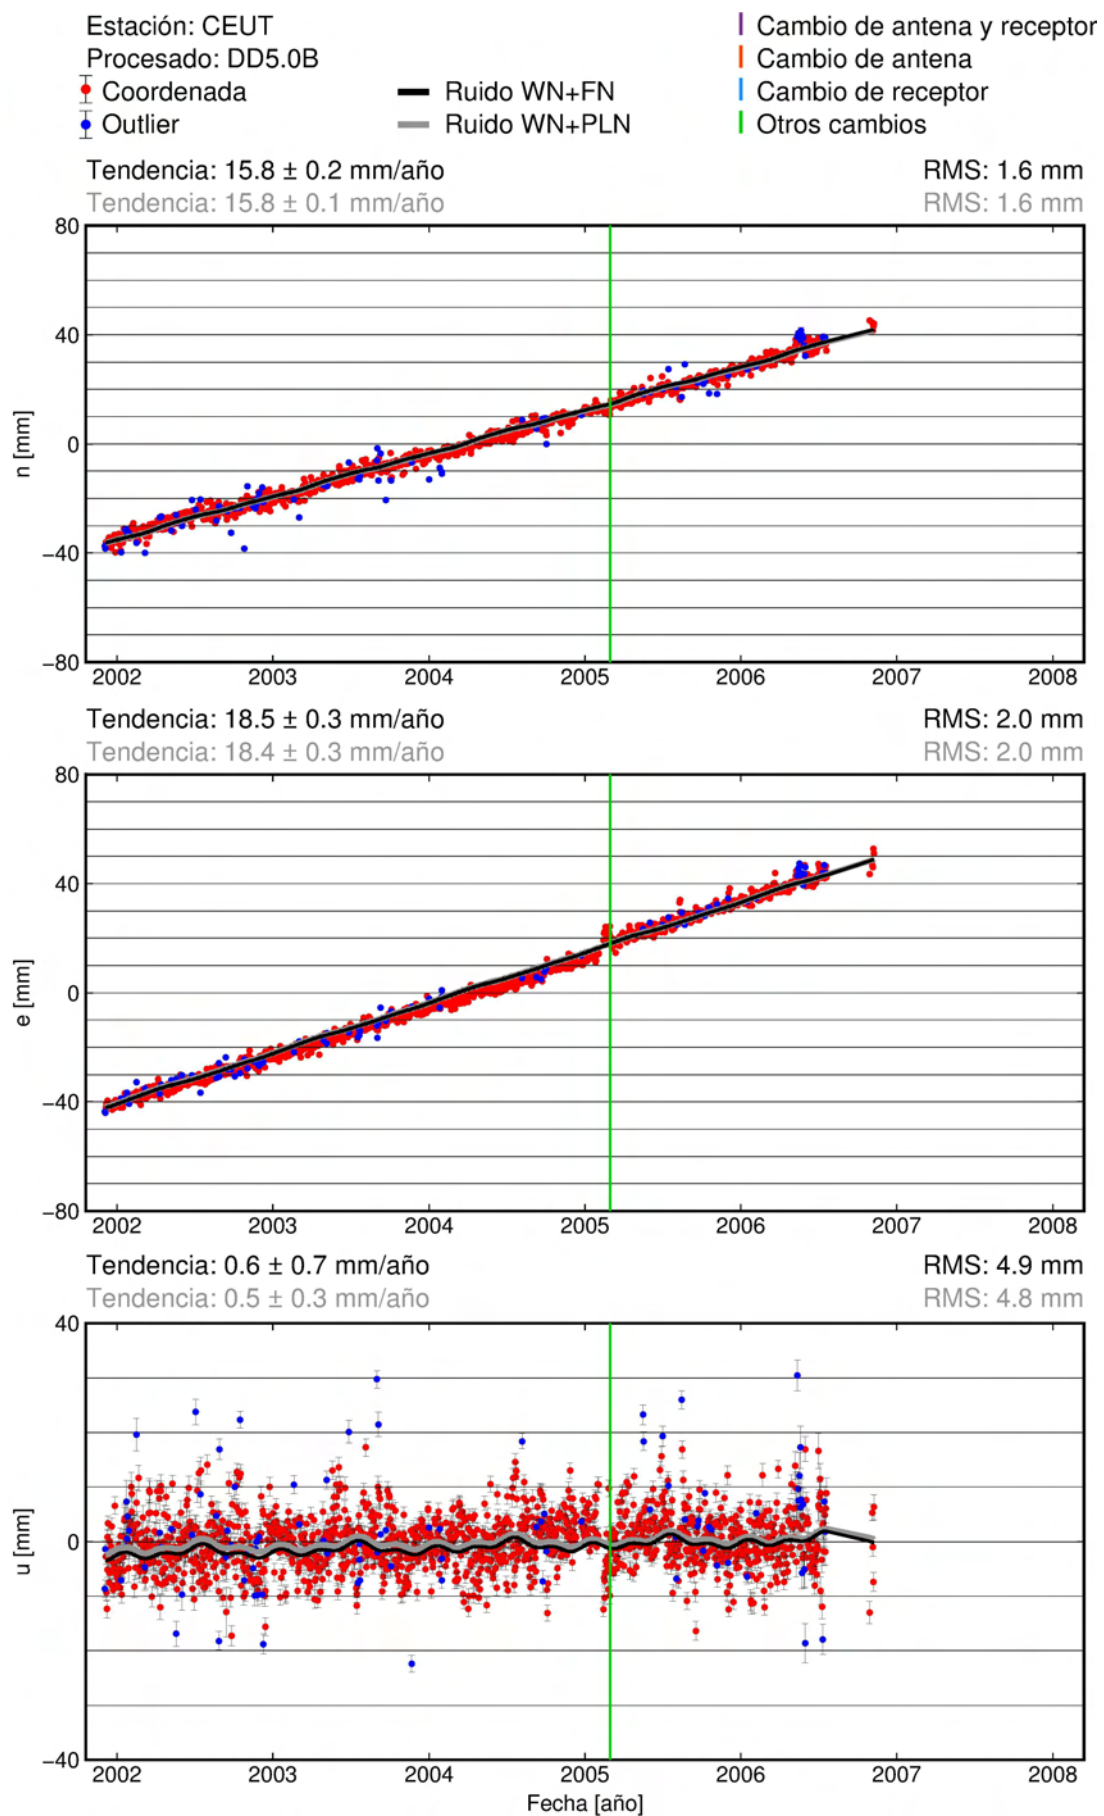 Estación: CEUT
Procesado: DD5.0B
Coordenada
Outlier
Ruido WN+FN
Ruido WN+PLN
Cambio de antena y receptor
Cambio de antena
Cambio de receptor
Otros cambios
Tendencia: 15.8 ± 0.2 mm/año RMS: 1.6 mm
Tendencia: 15.8 ± 0.1 mm/año RMS: 1.6 mm
80
40
0
−40
−80
n [mm]
2002 2003 2004 2005 2006 2007 2008
Tendencia: 18.5 ± 0.3 mm/año RMS: 2.0 mm
Tendencia: 18.4 ± 0.3 mm/año RMS: 2.0 mm
80
40
0
−40
−80
e [mm]
2002 2003 2004 2005 2006 2007 2008
Tendencia: 0.6 ± 0.7 mm/año RMS: 4.9 mm
Tendencia: 0.5 ± 0.3 mm/año RMS: 4.8 mm
40
0
−40
u [mm]
2002 2003 2004 2005 2006 2007 2008
Fecha [año]